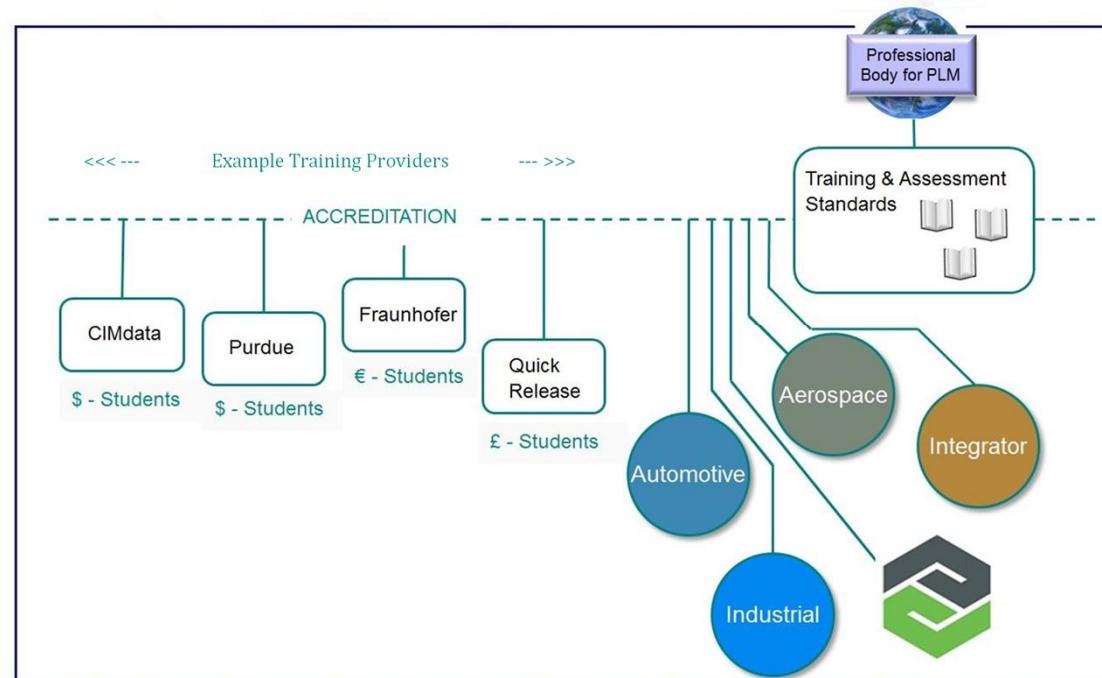 Professional
Body for PLM
<<< --- Example Training Providers --- >>>
Training & Assessment
Standards
ACCREDITATION
CIMdata
Purdue
Fraunhofer
Quick
Release
$ - Students
$ - Students
€ - Students
£ - Students
Aerospace
Integrator
Automotive
Industrial